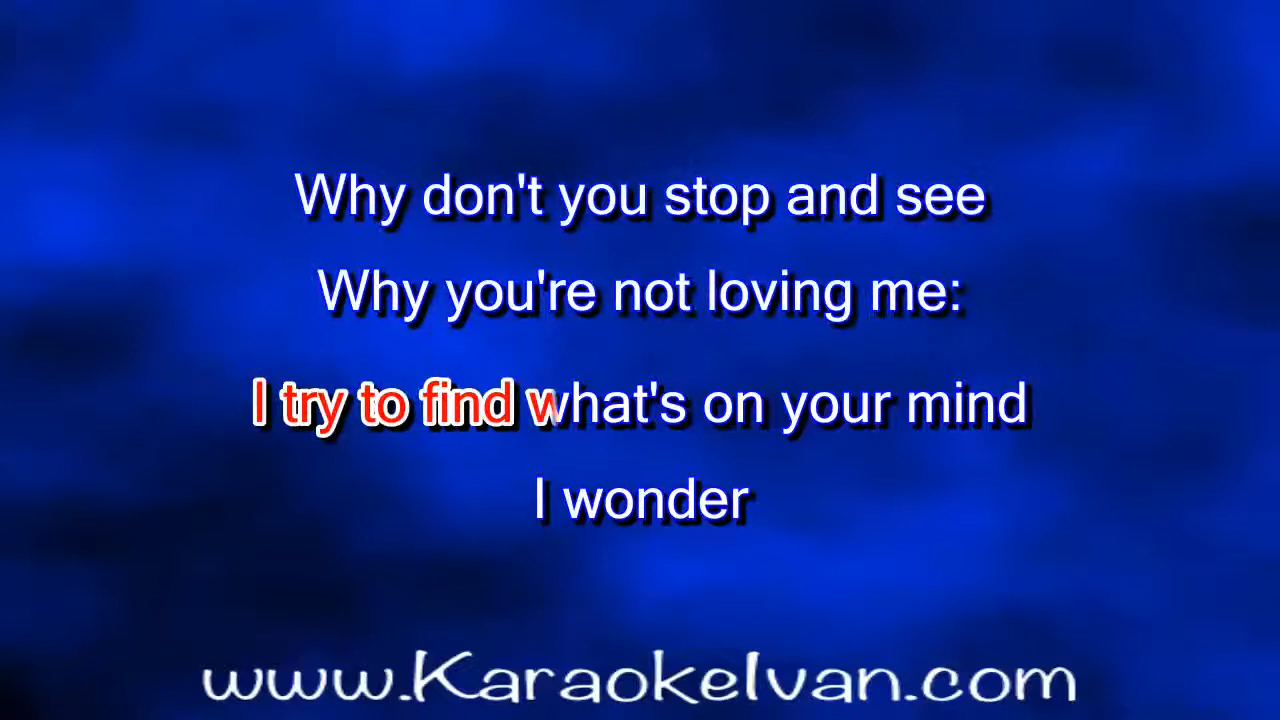 Why don't you stop and see
Why you're not loving me:
I try to find what's on your mind
I wonder
www.KaraokeIvan.com